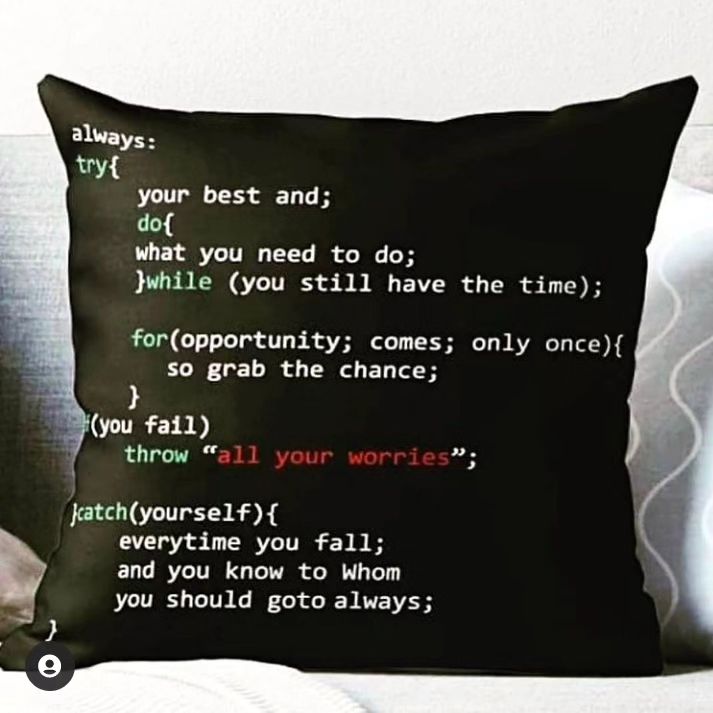 always:
try{
your best and;
do{
what you need to do;
}while (you still have the time);
for(opportunity; comes; only once){
so grab the chance;
}
(you fail)
throw “all your worries”;
}catch(yourself){
everytime you fall;
and you know to Whom
you should goto always;
}